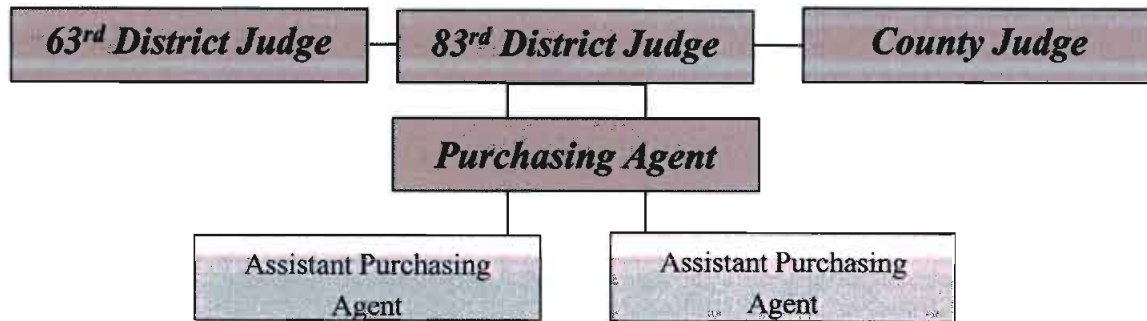 63rd District Judge
83rd District Judge
County Judge
Purchasing Agent
Assistant Purchasing
Agent
Assistant Purchasing
Agent